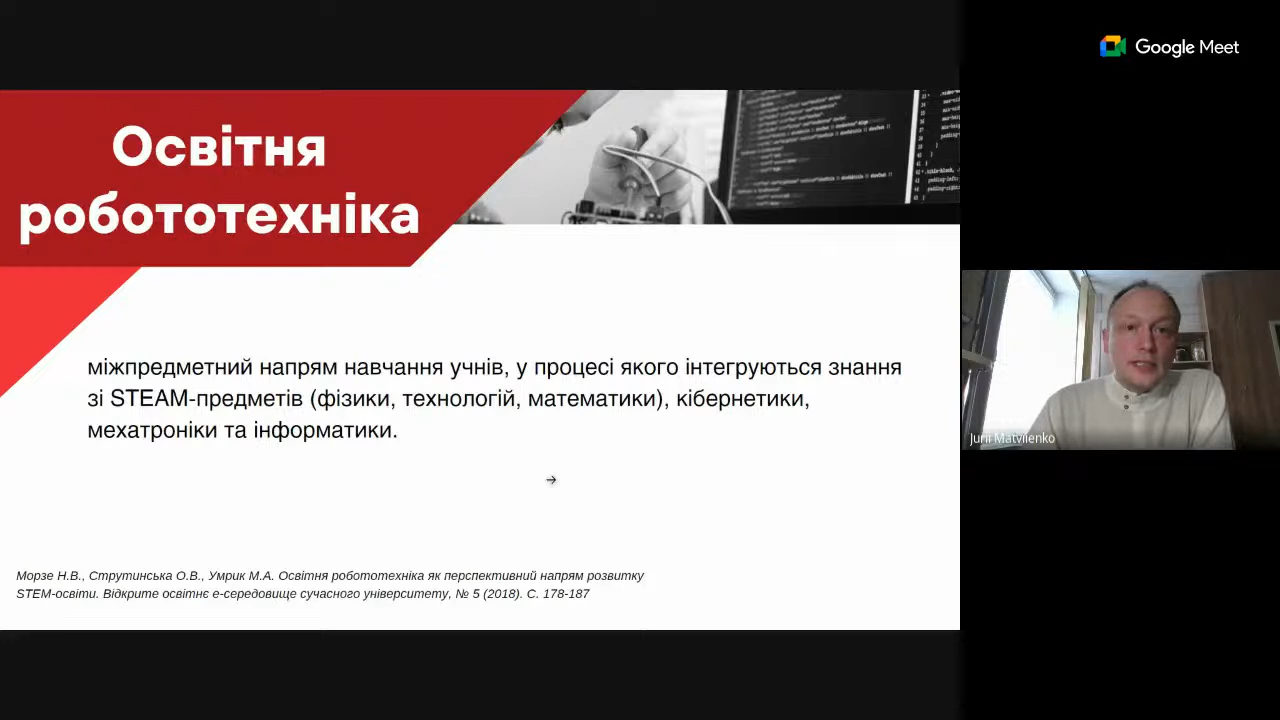 Google Meet
Освітня
робототехніка
міжпредметний напрям навчання учнів, у процесі якого інтегруються знання
зі STEAM-предметів (фізики, технологій, математики), кібернетики,
мехатроніки та інформатики.
Jurii Matviienko
Морзе Н.В., Струтинська О.В., Умрик М.А. Освітня робототехніка як перспективний напрям розвитку
STEM-освіти. Відкрите освітнє е-середовище сучасного університету, № 5 (2018). С. 178-187